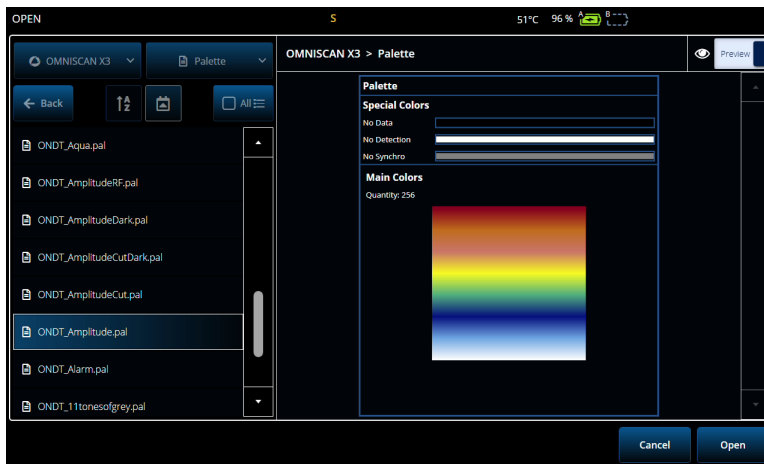 OPEN
S
51°C 96 % A B
OMNISCAN X3
Palette
OMNISCAN X3 > Palette
Preview
Back
A
Z
All
ONDT_Aqua.pal
ONDT_AmplitudeRF.pal
ONDT_AmplitudeDark.pal
ONDT_AmplitudeCutDark.pal
ONDT_AmplitudeCut.pal
ONDT_Amplitude.pal
ONDT_Alarm.pal
ONDT_11tonesofgrey.pal
Palette
Special Colors
No Data
No Detection
No Synchro
Main Colors
Quantity: 256
Cancel
Open